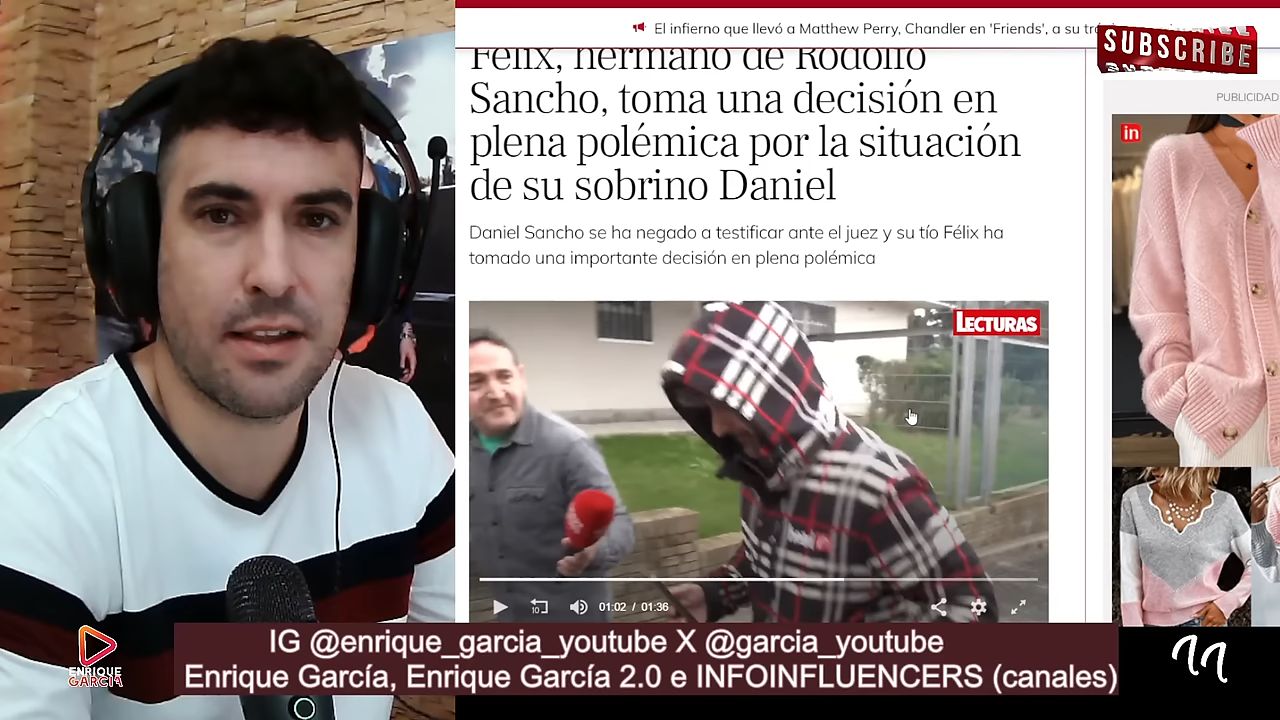 El infierno que llevó a Matthew Perry, Chandler en 'Friends', a su
SUBSCRIBE
Félix, hermano de Rodolfo
Sancho, toma una decisión en
plena polémica por la situación
de su sobrino Daniel
PUBLICIDAD
in
Daniel Sancho se ha negado a testificar ante el juez y su tío Félix ha
tomado una importante decisión en plena polémica
LECTURAS
10
01:02 / 01:36
IG @enrique_garcia_youtube X @garcia_youtube
Enrique García, Enrique García 2.0 e INFOINFLUENCERS (canales)
ENRIQUE
GARCÍA